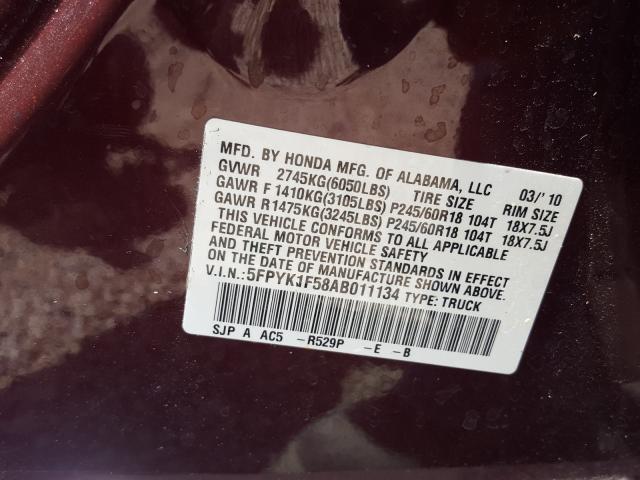 MFD. BY HONDA MFG. OF ALABAMA, LLC 03/'10
GVWR 2745KG(6050LBS) TIRE SIZE RIM SIZE
GAWR F 1410KG(3105LBS) P245/60R18 104T 18X7.5J
GAWR R1475KG(3245LBS) P245/60R18 104T 18X7.5J
THIS VEHICLE CONFORMS TO ALL APPLICABLE
FEDERAL MOTOR VEHICLE SAFETY
AND THEFT PREVENTION STANDARDS IN EFFECT
ON THE DATE OF MANUFACTURE SHOWN ABOVE.
V.I.N.: 5FPYK1F58AB011134 TYPE: TRUCK
SJP A AC5 -R529P -E -B